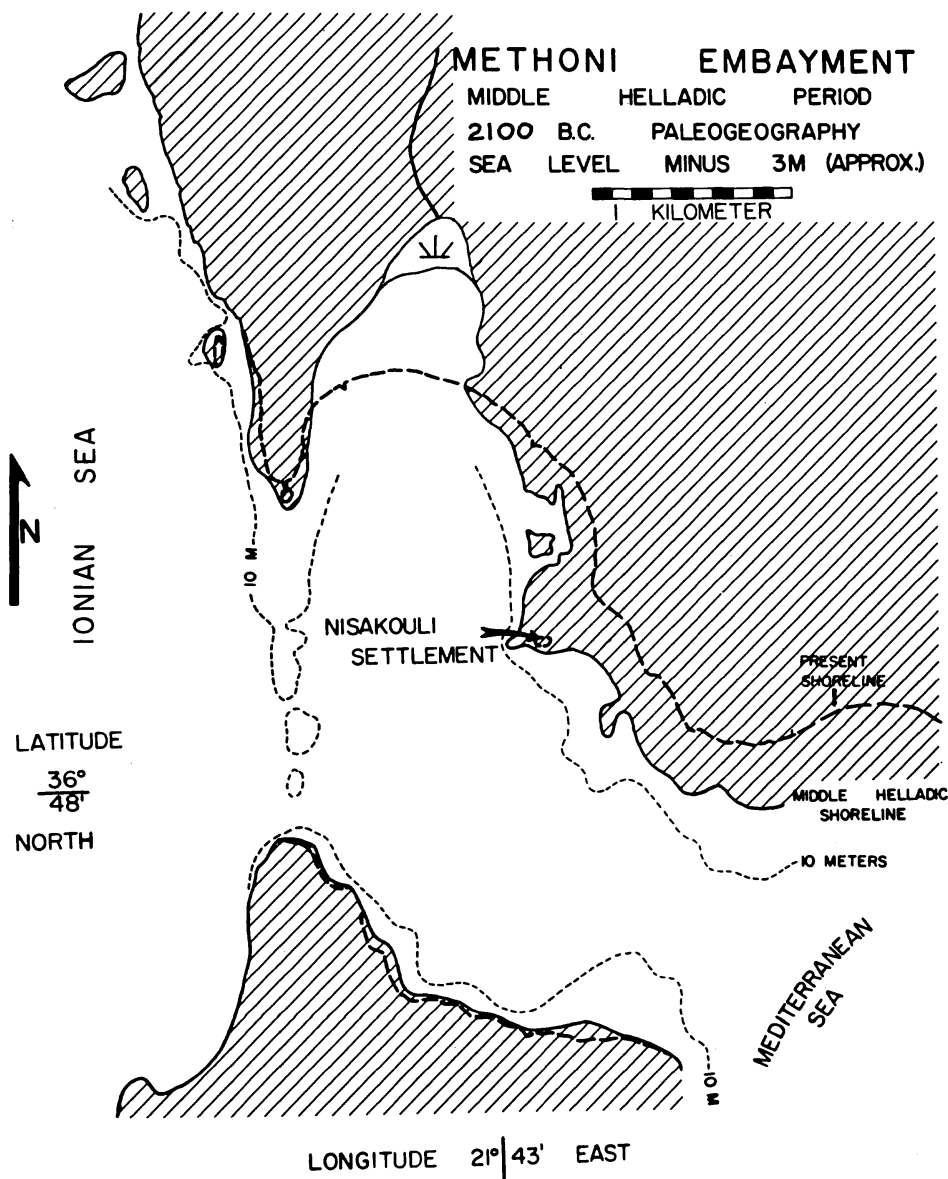 METHONI EMBAYMENT
MIDDLE HELLADIC PERIOD
2100 B.C. PALEOGEOGRAPHY
SEA LEVEL MINUS 3M (APPROX.)
1 KILOMETER
IONIAN SEA
N
10 M
NISAKOULI
SETTLEMENT
PRESENT
SHORELINE
LATITUDE
36°
48'
NORTH
MIDDLE HELLADIC
SHORELINE
10 METERS
MEDITERRANEAN
SEA
10 M
LONGITUDE 21° 43' EAST